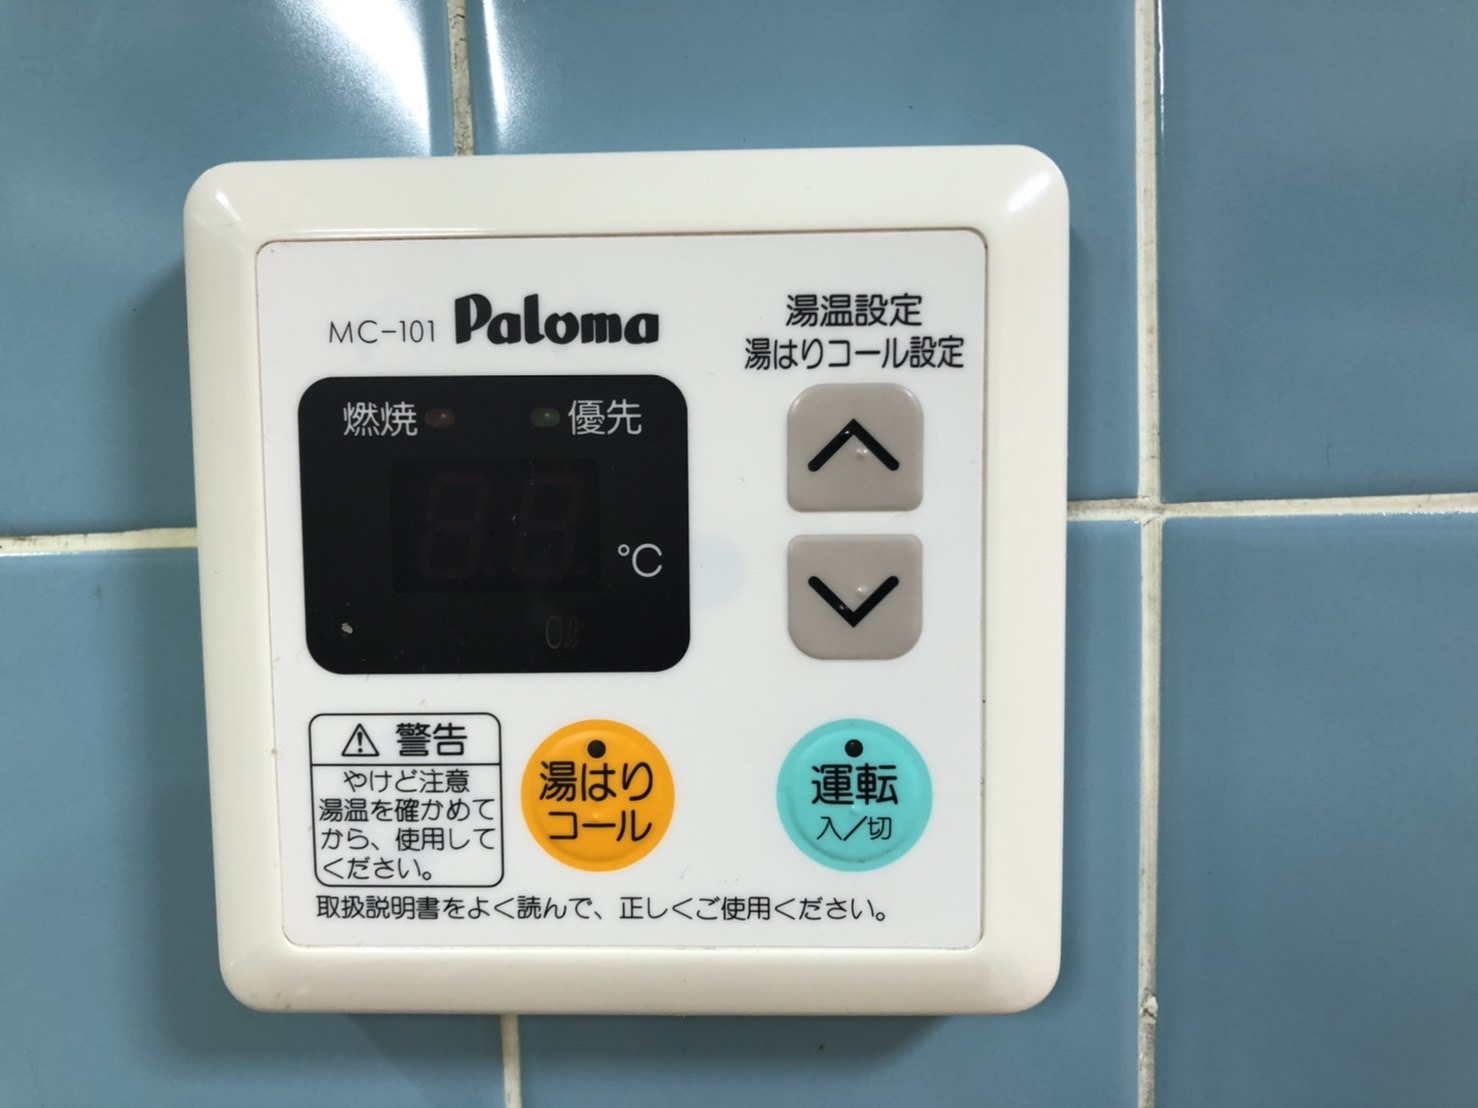 MC-101 Paloma
湯温設定
湯はりコール設定
燃焼
優先
℃
警告
やけど注意
湯温を確かめて
から、使用して
ください。
湯はり
コール
運転
入/切
取扱説明書をよく読んで、正しくご使用ください。